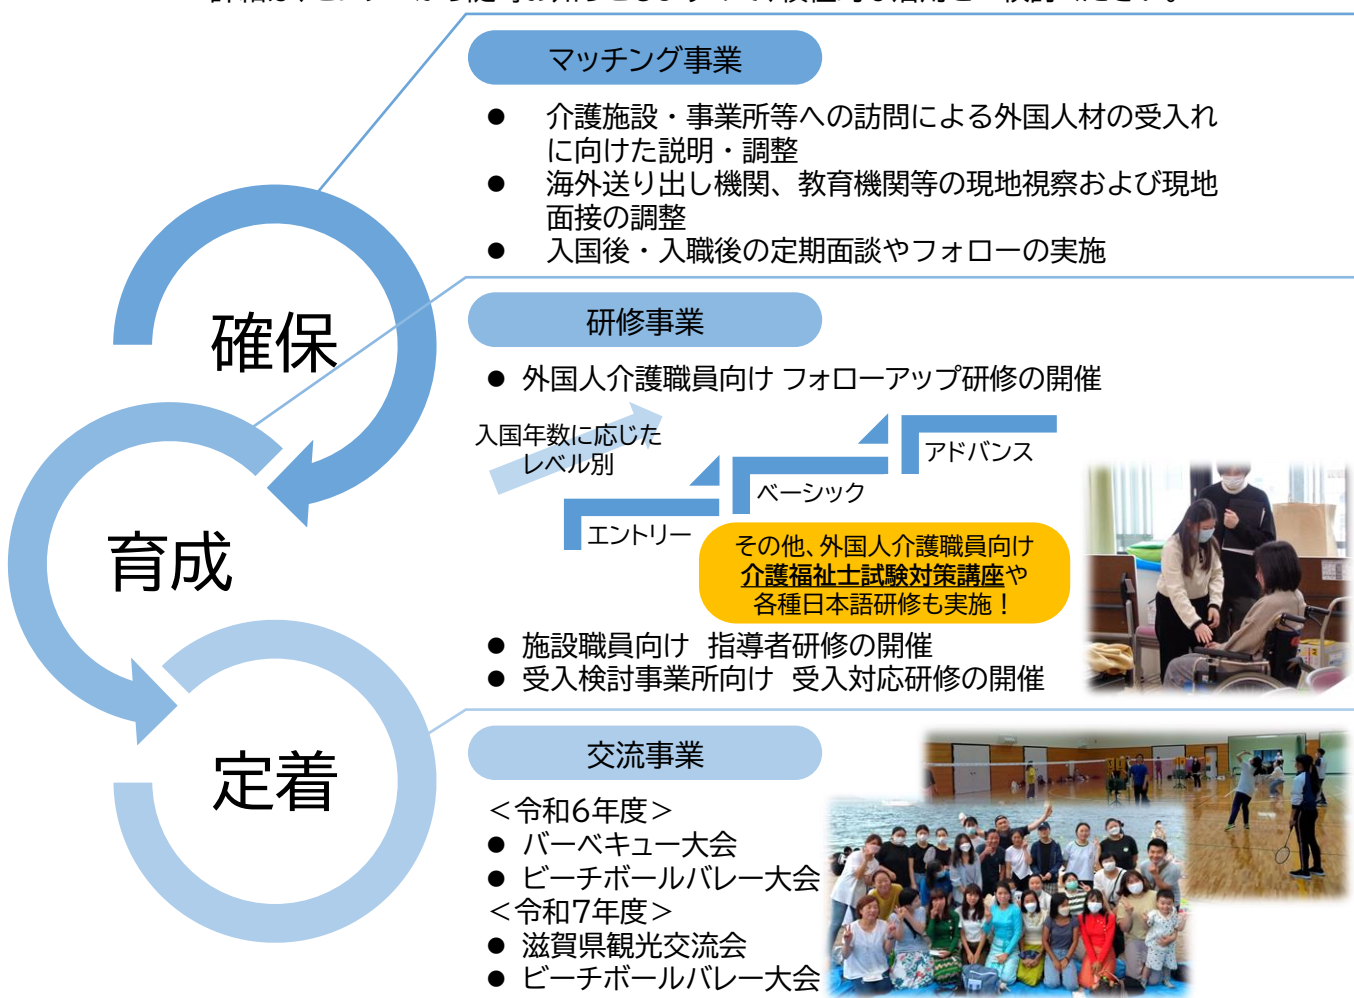 マッチング事業
● 介護施設・事業所等への訪問による外国人材の受入れ
に向けた説明・調整
● 海外送り出し機関、教育機関等の現地視察および現地
面接の調整
● 入国後・入職後の定期面談やフォローの実施
確保
研修事業
● 外国人介護職員向け フォローアップ研修の開催
入国年数に応じた
レベル別
アドバンス
ベーシック
エントリー
その他、外国人介護職員向け
介護福祉士試験対策講座や
各種日本語研修も実施！
育成
● 施設職員向け 指導者研修の開催
● 受入検討事業所向け 受入対応研修の開催
定着
交流事業
＜令和6年度＞
● バーベキュー大会
● ビーチボールバレー大会
＜令和7年度＞
● 滋賀県観光交流会
● ビーチボールバレー大会